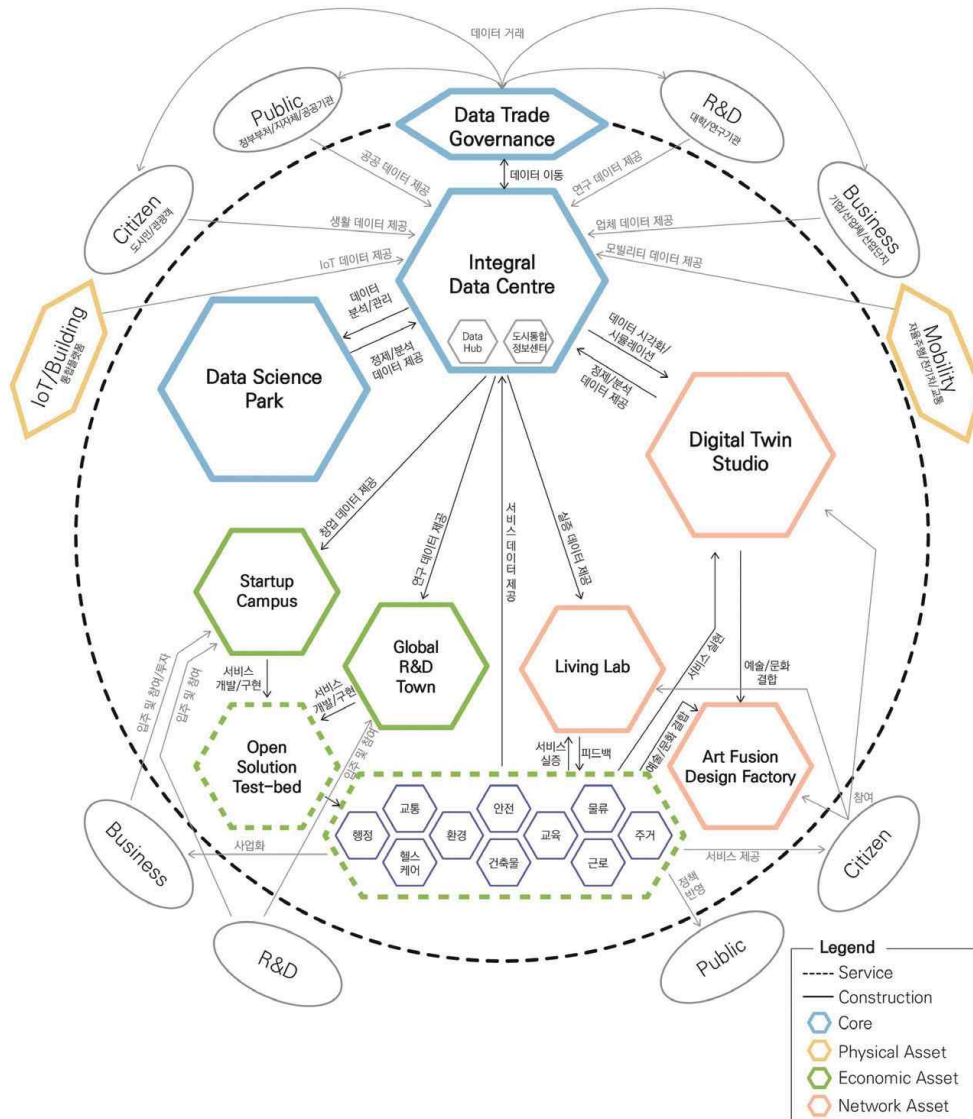 데이터 거래
Public
정부부처/지자체/공공기관
R&D
대학/연구기관
Data Trade
Governance
공공 데이터 제공
데이터 이동
연구 데이터 제공
Citizen
도시민/관광객
Business
기업/산업체/산업단지
생활 데이터 제공
업체 데이터 제공
IoT 데이터 제공
모빌리티 데이터 제공
Integral
Data Centre
Data
Hub
도시통합
정보센터
IoT/Building
통합플랫폼
Mobility
자율주행/전기차/교통
데이터
분석/관리
정제/분석
데이터 제공
데이터 시각화/
시뮬레이션
정제/분석
데이터 제공
Data Science
Park
Digital Twin
Studio
창업 데이터 제공
연구 데이터 제공
서비스 데이터 제공
실증 데이터 제공
Startup
Campus
Global
R&D
Town
Living Lab
서비스 실현
예술/문화
결합
입주 및 참여/투자
입주 및 참여
서비스
개발/구현
서비스
개발/구현
입주 및 참여
Open
Solution
Test-bed
서비스
실증
피드백
예술/문화 결합
Art Fusion
Design Factory
참여
교통
안전
물류
행정
환경
교육
주거
헬스
케어
건축물
근로
Business
사업화
서비스 제공
Citizen
정책
반영
R&D
Public
Legend
Service
Construction
Core
Physical Asset
Economic Asset
Network Asset